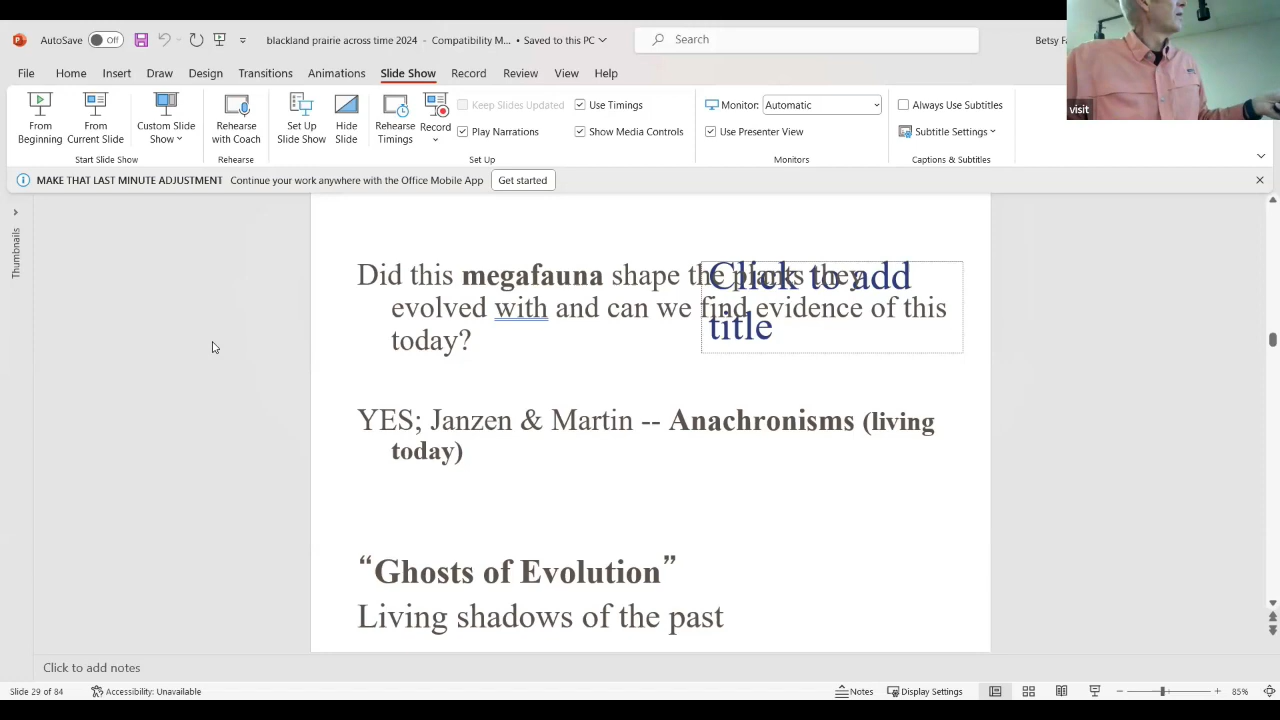 AutoSave Off blackland prairie across time 2024 - Compatibility M... • Saved to this PC Search Betsy
visit
File Home Insert Draw Design Transitions Animations Slide Show Record Review View Help
From Beginning
From Current Slide
Custom Slide Show
Start Slide Show
Rehearse with Coach
Rehearse
Set Up Slide Show
Hide Slide
Rehearse Timings
Record
Keep Slides Updated
Play Narrations
Use Timings
Show Media Controls
Set Up
Monitor: Automatic
Use Presenter View
Monitors
Always Use Subtitles
Subtitle Settings
Captions & Subtitles
MAKE THAT LAST MINUTE ADJUSTMENT Continue your work anywhere with the Office Mobile App Get started
Thumbnails
Did this megafauna shape the plants they
evolved with and can we find evidence of this
today?
Click to add
title
YES; Janzen & Martin -- Anachronisms (living
today)
“Ghosts of Evolution”
Living shadows of the past
Click to add notes
Slide 29 of 84 Accessibility: Unavailable Notes Display Settings 85%